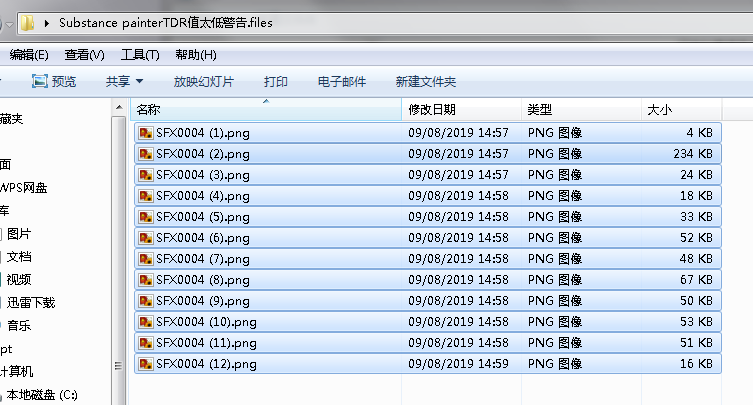 Substance painterTDR值太低警告.files
编辑(E) 查看(V) 工具(T) 帮助(H)
预览 共享 放映幻灯片 打印 电子邮件 新建文件夹
名称 修改日期 类型 大小
SFX0004 (1).png 09/08/2019 14:57 PNG 图像 4 KB
SFX0004 (2).png 09/08/2019 14:57 PNG 图像 234 KB
SFX0004 (3).png 09/08/2019 14:57 PNG 图像 24 KB
SFX0004 (4).png 09/08/2019 14:58 PNG 图像 18 KB
SFX0004 (5).png 09/08/2019 14:58 PNG 图像 33 KB
SFX0004 (6).png 09/08/2019 14:58 PNG 图像 52 KB
SFX0004 (7).png 09/08/2019 14:58 PNG 图像 48 KB
SFX0004 (8).png 09/08/2019 14:58 PNG 图像 67 KB
SFX0004 (9).png 09/08/2019 14:58 PNG 图像 50 KB
SFX0004 (10).png 09/08/2019 14:58 PNG 图像 53 KB
SFX0004 (11).png 09/08/2019 14:58 PNG 图像 51 KB
SFX0004 (12).png 09/08/2019 14:59 PNG 图像 16 KB
藏夹
面
WPS网盘
库
图片
文档
视频
迅雷下载
音乐
pt
计算机
本地磁盘 (C:)